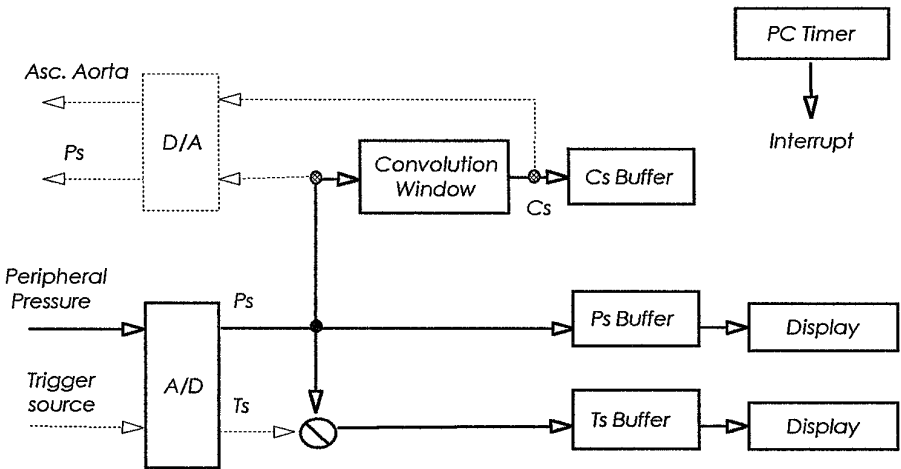 PC Timer
Asc. Aorta
D/A
Interrupt
Ps
Convolution
Window
Cs Buffer
Cs
Peripheral
Pressure
Ps
Ps Buffer
Display
A/D
Trigger
source
Ts
Ts Buffer
Display